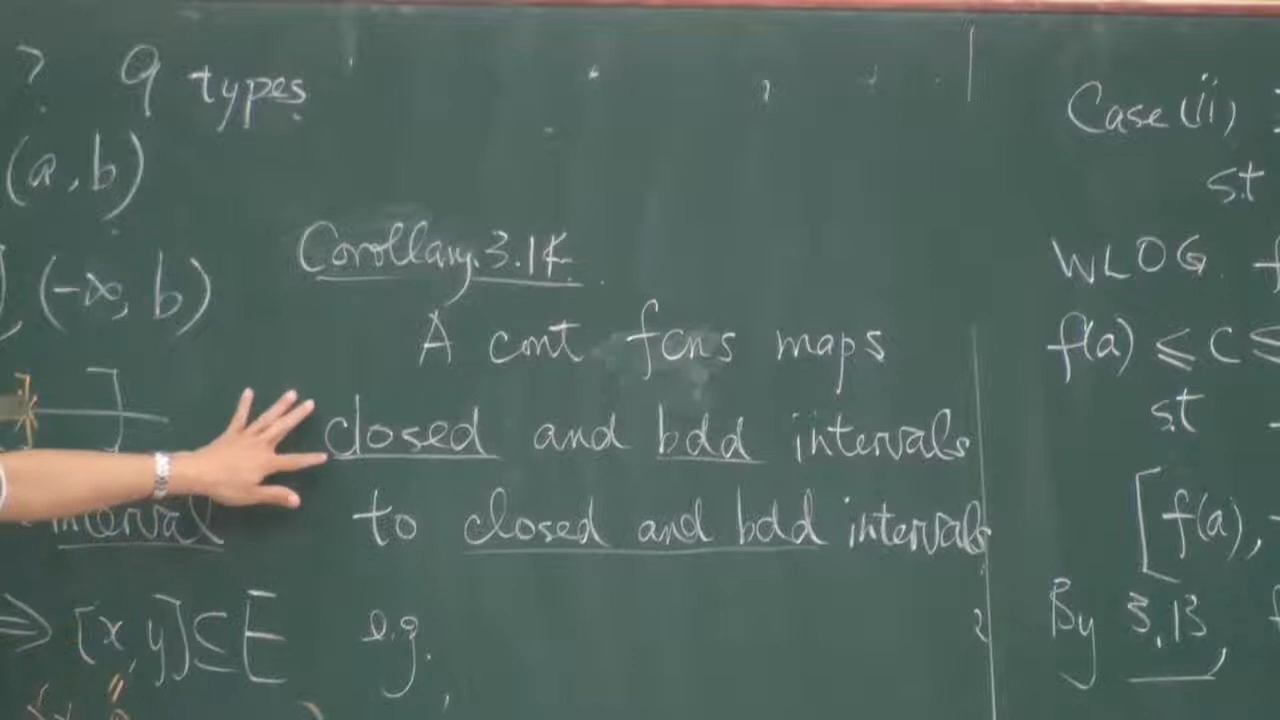 ? 9 types
(a, b)
], (-∞, b)
interval
⇒ [x, y] ⊆ E
Corollary 3.14
A cont fcns maps
closed and bdd intervals
to closed and bdd intervals
e.g.
Case (ii)
st
WLOG f
f(a) ≤ c ≤
st
[f(a),
By 3.13, f